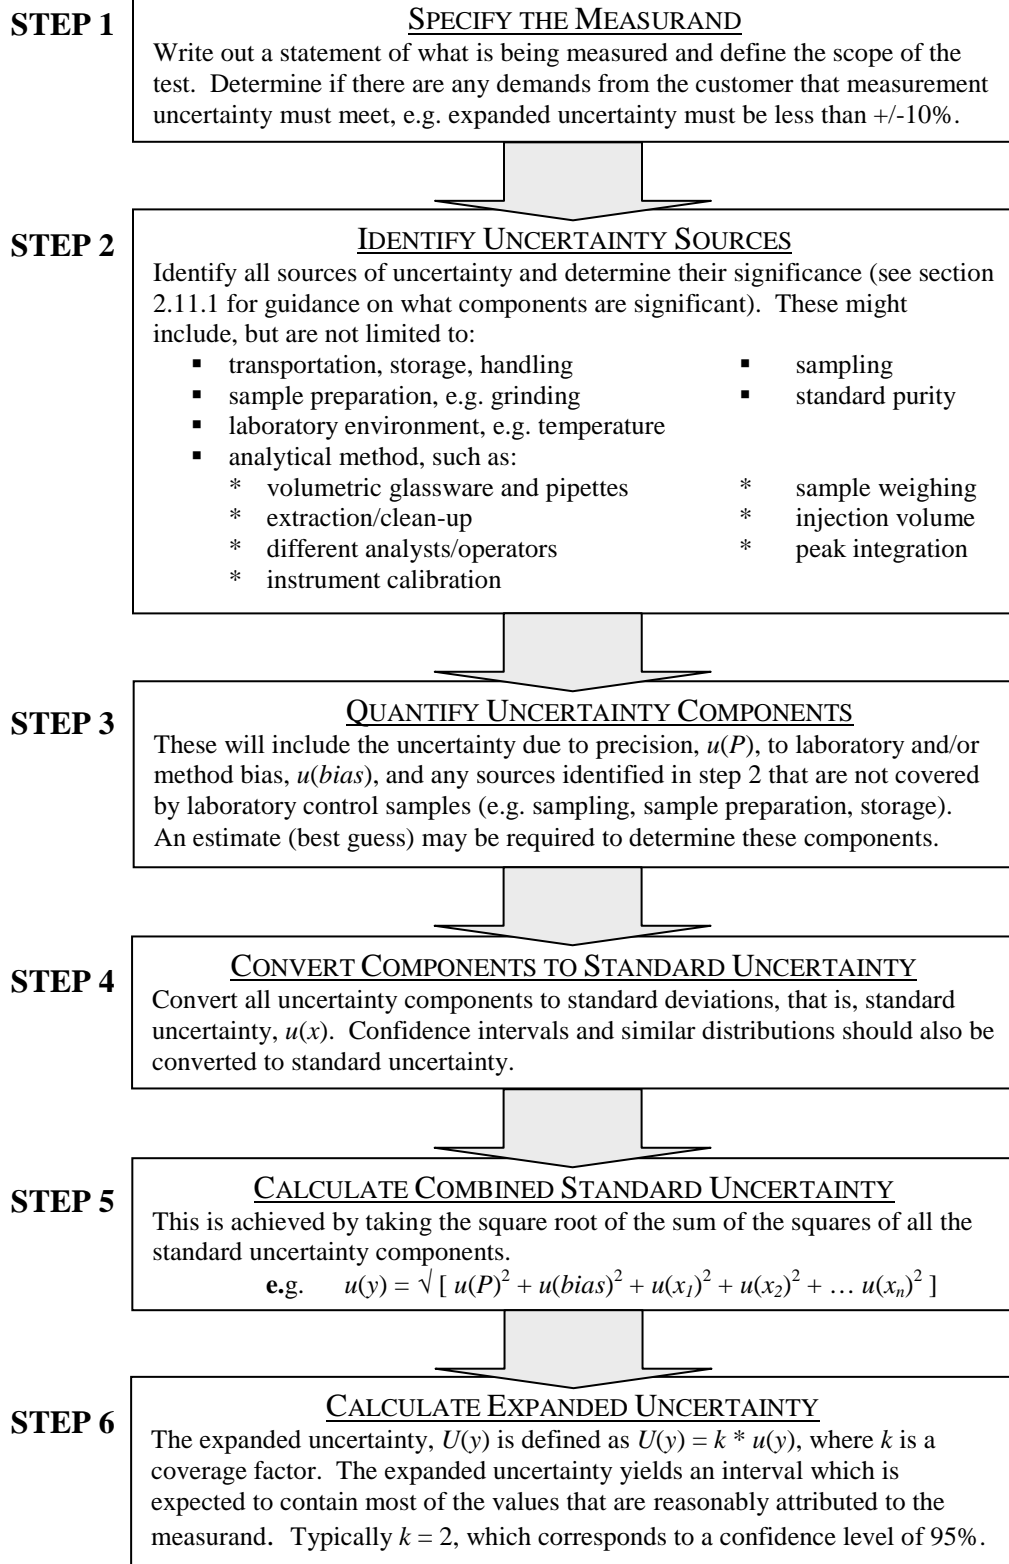 STEP 1
SPECIFY THE MEASURAND
Write out a statement of what is being measured and define the scope of the
test. Determine if there are any demands from the customer that measurement
uncertainty must meet, e.g. expanded uncertainty must be less than +/-10%.
STEP 2
IDENTIFY UNCERTAINTY SOURCES
Identify all sources of uncertainty and determine their significance (see section
2.11.1 for guidance on what components are significant). These might
include, but are not limited to:
▪ transportation, storage, handling ▪ sampling
▪ sample preparation, e.g. grinding ▪ standard purity
▪ laboratory environment, e.g. temperature
▪ analytical method, such as:
* volumetric glassware and pipettes * sample weighing
* extraction/clean-up * injection volume
* different analysts/operators * peak integration
* instrument calibration
STEP 3
QUANTIFY UNCERTAINTY COMPONENTS
These will include the uncertainty due to precision, u(P), to laboratory and/or
method bias, u(bias), and any sources identified in step 2 that are not covered
by laboratory control samples (e.g. sampling, sample preparation, storage).
An estimate (best guess) may be required to determine these components.
STEP 4
CONVERT COMPONENTS TO STANDARD UNCERTAINTY
Convert all uncertainty components to standard deviations, that is, standard
uncertainty, u(x). Confidence intervals and similar distributions should also be
converted to standard uncertainty.
STEP 5
CALCULATE COMBINED STANDARD UNCERTAINTY
This is achieved by taking the square root of the sum of the squares of all the
standard uncertainty components.
e.g. u(y) = √ [ u(P)² + u(bias)² + u(x₁)² + u(x₂)² + … u(xₙ)² ]
STEP 6
CALCULATE EXPANDED UNCERTAINTY
The expanded uncertainty, U(y) is defined as U(y) = k * u(y), where k is a
coverage factor. The expanded uncertainty yields an interval which is
expected to contain most of the values that are reasonably attributed to the
measurand. Typically k = 2, which corresponds to a confidence level of 95%.